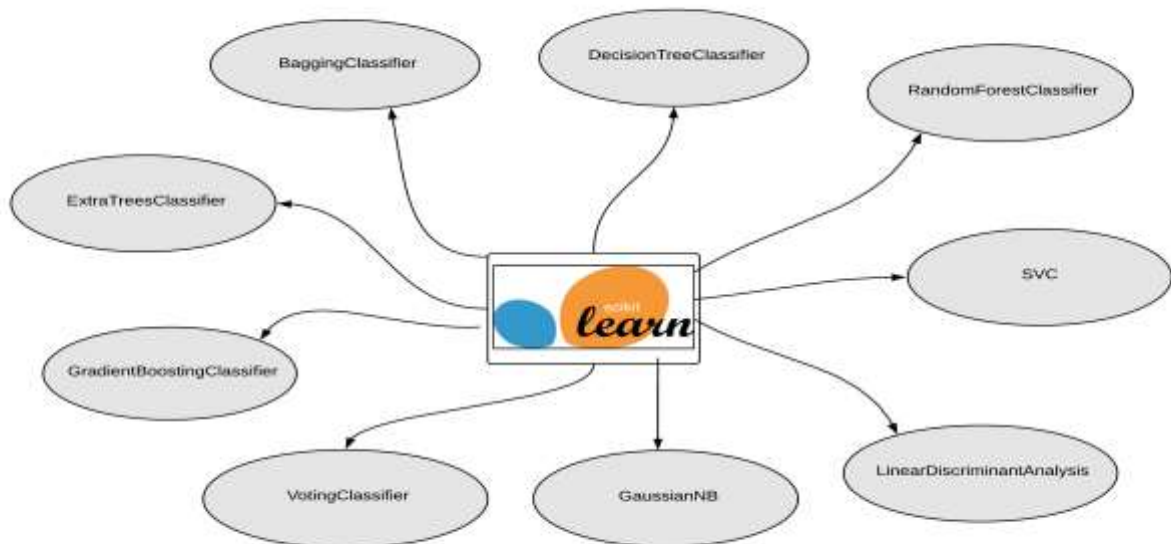 BaggingClassifier
DecisionTreeClassifier
RandomForestClassifier
ExtraTreesClassifier
SVC
scikit
learn
GradientBoostingClassifier
LinearDiscriminantAnalysis
VotingClassifier
GaussianNB